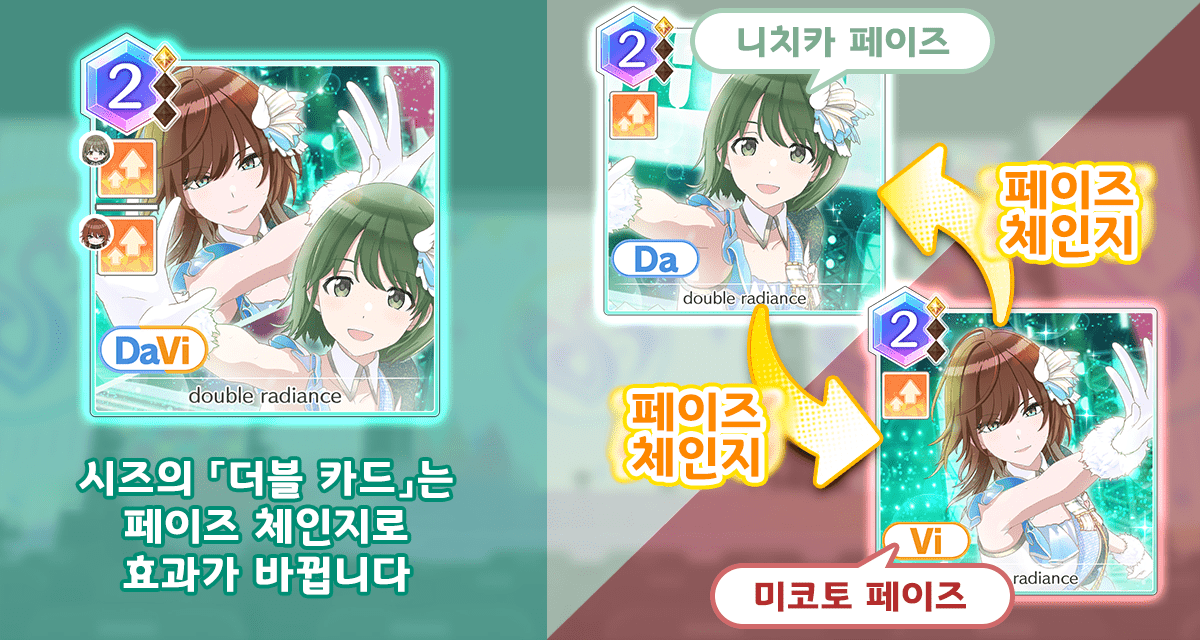 2
DaVi
double radiance
시즈의 「더블 카드」는
페이즈 체인지로
효과가 바뀝니다
니치카 페이즈
2
Da
double radiance
페이즈
체인지
페이즈
체인지
2
Vi
radiance
미코토 페이즈